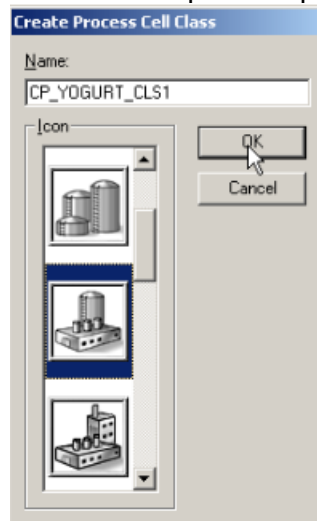 Create Process Cell Class
Name:
CP_YOGURT_CLS1
Icon
OK
Cancel